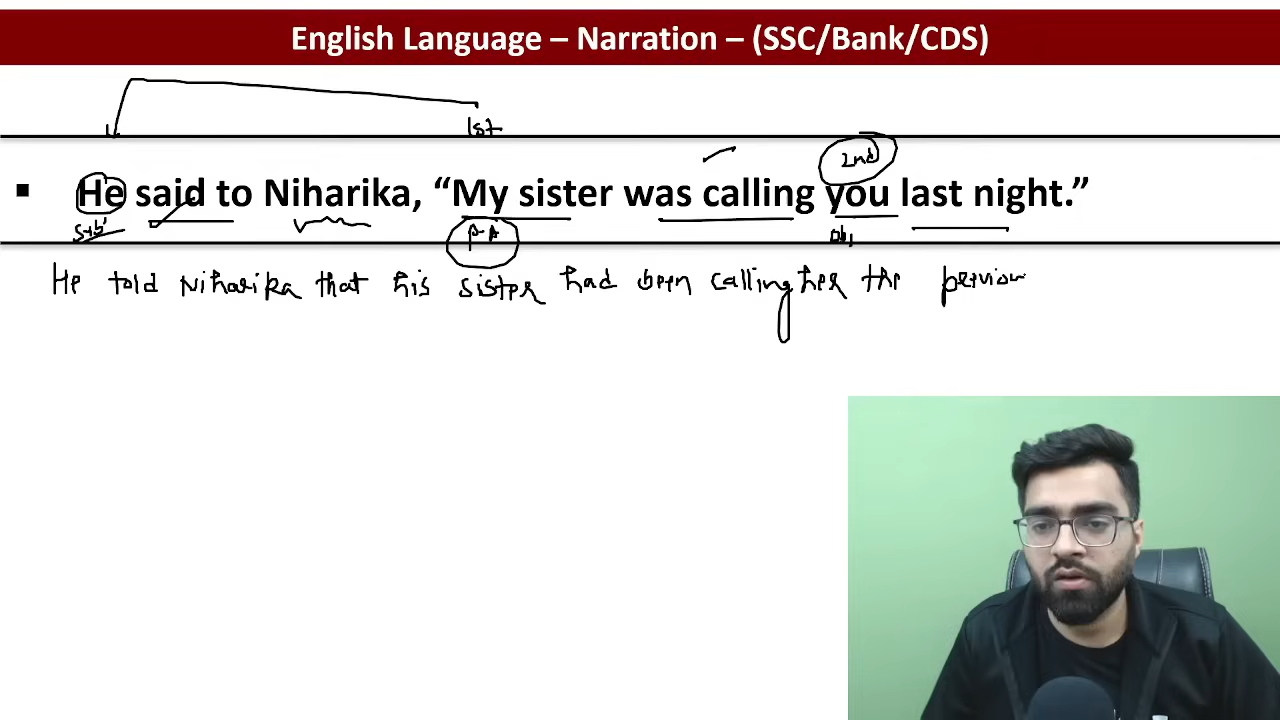 English Language – Narration – (SSC/Bank/CDS)
1st
2nd
▪ He said to Niharika, “My sister was calling you last night.”
Sub
P.A
Obj
He told Niharika that his sister had been calling her the pervious